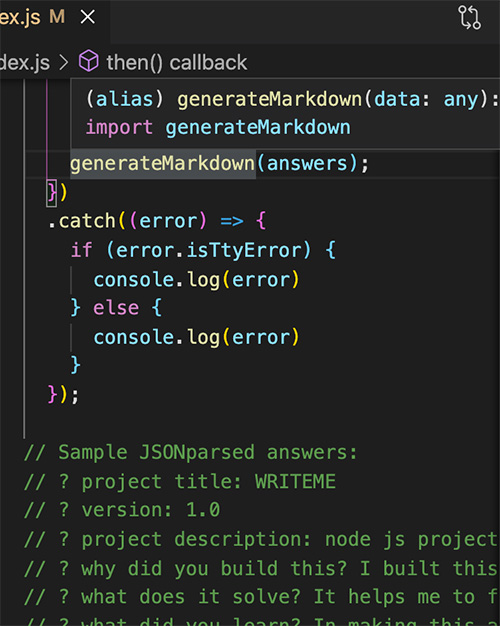 ex.js M
dex.js > then() callback
(alias) generateMarkdown(data: any):
import generateMarkdown
generateMarkdown(answers);
})
.catch((error) => {
if (error.isTtyError) {
console.log(error)
} else {
console.log(error)
}
});
// Sample JSONparsed answers:
// ? project title: WRITEME
// ? version: 1.0
// ? project description: node js project
// ? why did you build this? I built this
// ? what does it solve? It helps me to f
// ? what did you learn? In making this a